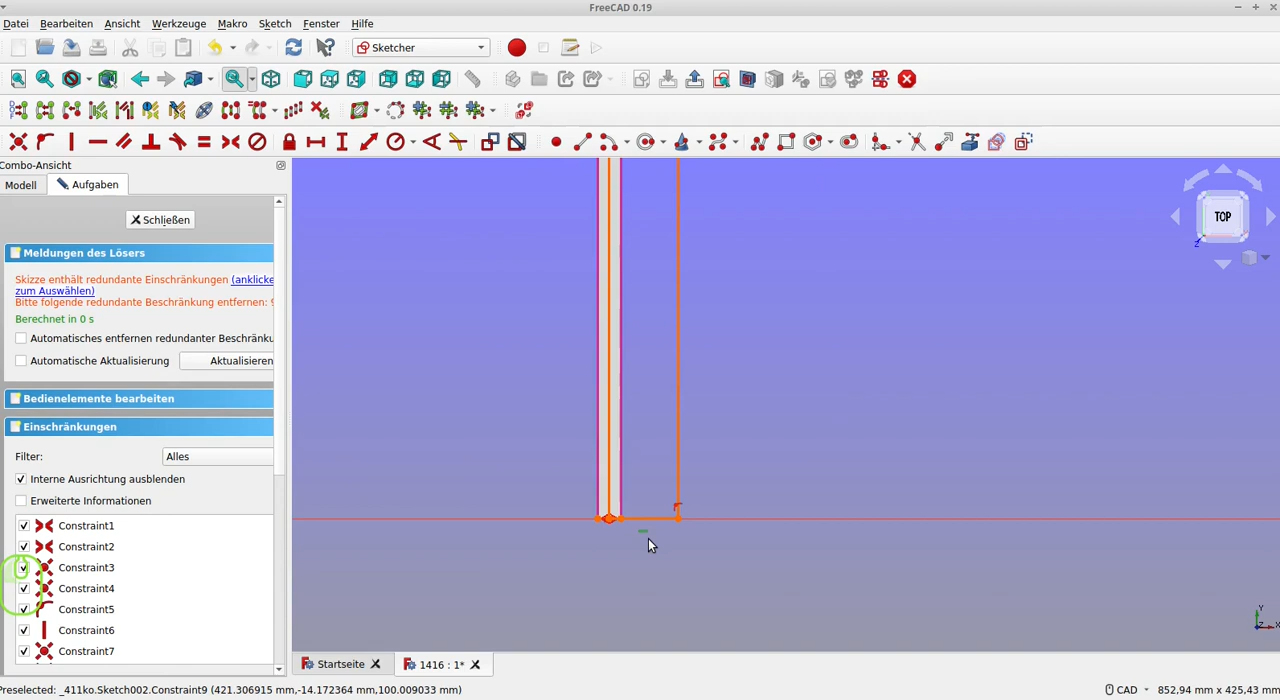 FreeCAD 0.19
Datei Bearbeiten Ansicht Werkzeuge Makro Sketch Fenster Hilfe
Sketcher
Combo-Ansicht
Modell Aufgaben
Schließen
Meldungen des Lösers
Skizze enthält redundante Einschränkungen (anklicke
zum Auswählen)
Bitte folgende redundante Beschränkung entfernen: 9
Berechnet in 0 s
Automatisches entfernen redundanter Beschränku
Automatische Aktualisierung Aktualisieren
Bedienelemente bearbeiten
Einschränkungen
Filter: Alles
Interne Ausrichtung ausblenden
Erweiterte Informationen
Constraint1
Constraint2
Constraint3
Constraint4
Constraint5
Constraint6
Constraint7
TOP
Z
Y
Z X
Startseite 1416 : 1*
Preselected: _411ko.Sketch002.Constraint9 (421.306915 mm,-14.172364 mm,100.009033 mm) CAD 852,94 mm x 425,43 mm